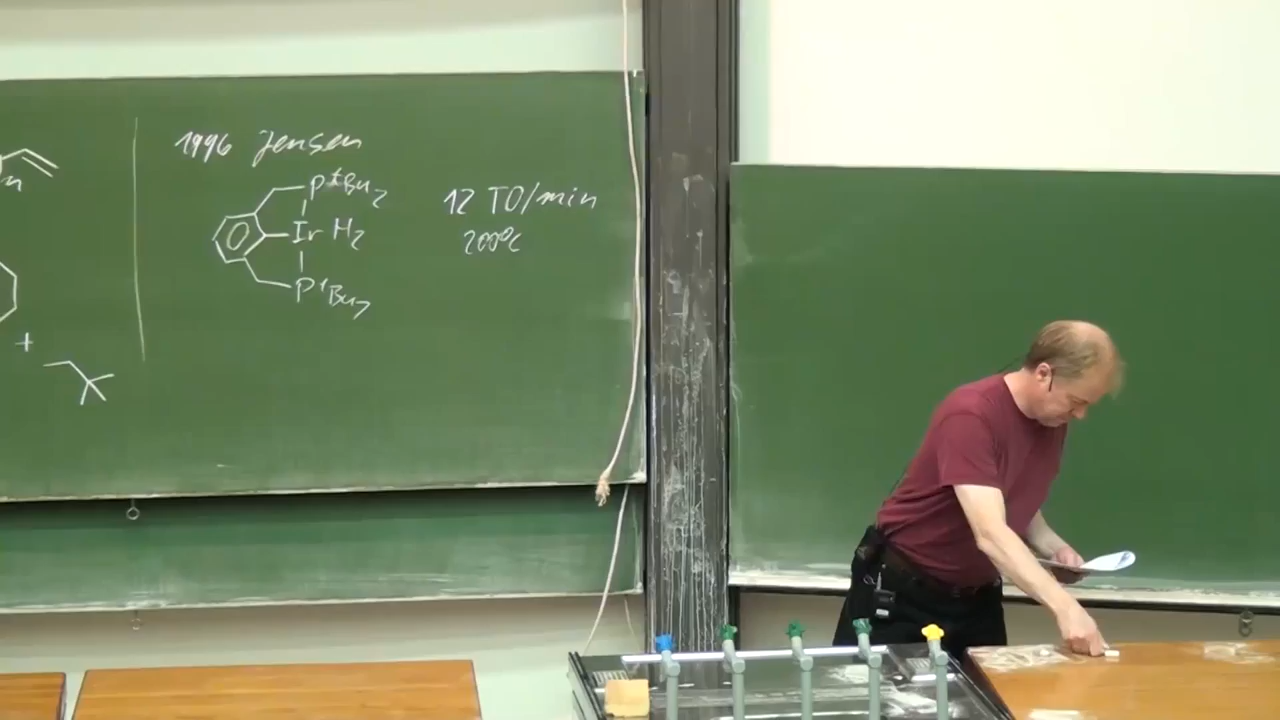 1996 Jensen
PᵗBu₂
12 TO/min
Ir H₂
200°C
PᵗBu₂
n
+